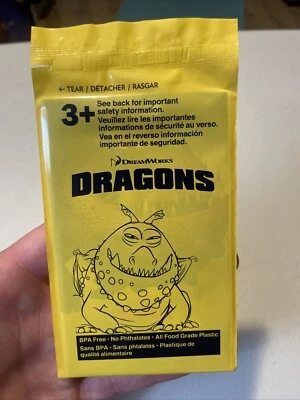 ← TEAR / DÉTACHER / RASGAR
3+ See back for important
safety information.
Veuillez lire les importantes
informations de sécurité au verso.
Vea en el reverso información
importante de seguridad.
DREAMWORKS
DRAGONS
BPA Free • No Phthalates • All Food Grade Plastic
Sans BPA • Sans phtalates • Plastique de
qualité alimentaire